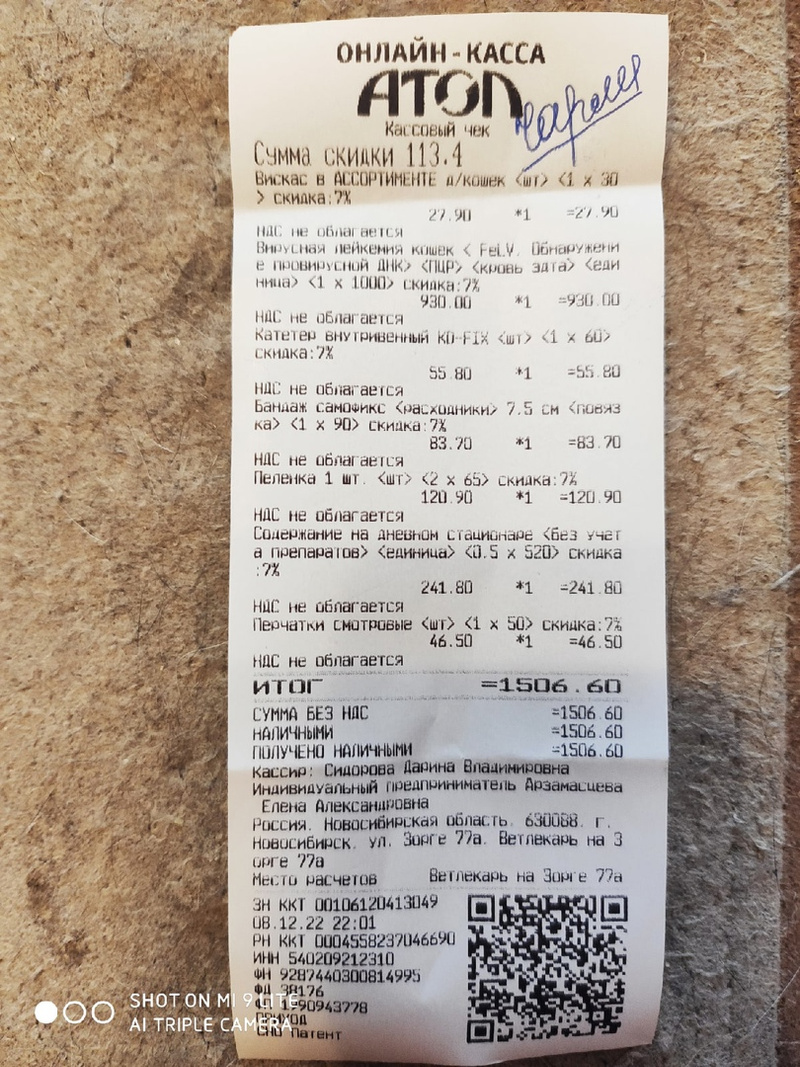 ОНЛАЙН-КАССА
АТОЛ
Кассовый чек
Сумма скидки 113.4
Вискас в АССОРТИМЕНТЕ д/кошек <шт> <1 x 30
> скидка:7%
27.90 *1 =27.90
НДС не облагается
Вирусная лейкемия кошек < FeLV. Обнаружени
е провирусной ДНК> <ПЦР> <кровь эдта> <еди
ница> <1 x 1000> скидка:7%
930.00 *1 =930.00
НДС не облагается
Катетер внутривенный KD-FIX <шт> <1 x 60>
скидка:7%
55.80 *1 =55.80
НДС не облагается
Бандаж самофикс <расходники> 7.5 см <повяз
ка> <1 x 90> скидка:7%
83.70 *1 =83.70
НДС не облагается
Пеленка 1 шт. <шт> <2 x 65> скидка:7%
120.90 *1 =120.90
НДС не облагается
Содержание на дневном стационаре <без учет
а препаратов> <единица> <0.5 x 520> скидка
:7%
241.80 *1 =241.80
НДС не облагается
Перчатки смотровые <шт> <1 x 50> скидка:7%
46.50 *1 =46.50
НДС не облагается
ИТОГ =1506.60
СУММА БЕЗ НДС =1506.60
НАЛИЧНЫМИ =1506.60
ПОЛУЧЕНО НАЛИЧНЫМИ =1506.60
Кассир: Сидорова Дарина Владимировна
Индивидуальный предприниматель Арзамасцева
Елена Александровна
Россия, Новосибирская область, 630088, г.
Новосибирск, ул. Зорге 77а, Ветлекарь на З
орге 77а
Место расчетов Ветлекарь на Зорге 77а
ЗН ККТ 00106120413049
08.12.22 22:01
РН ККТ 0004558237046690
ИНН 540209212310
ФН 9287440300814995
ФД 38176
ПРИХОД
СНО Патент
SHOT ON MI 9 LITE
AI TRIPLE CAMERA